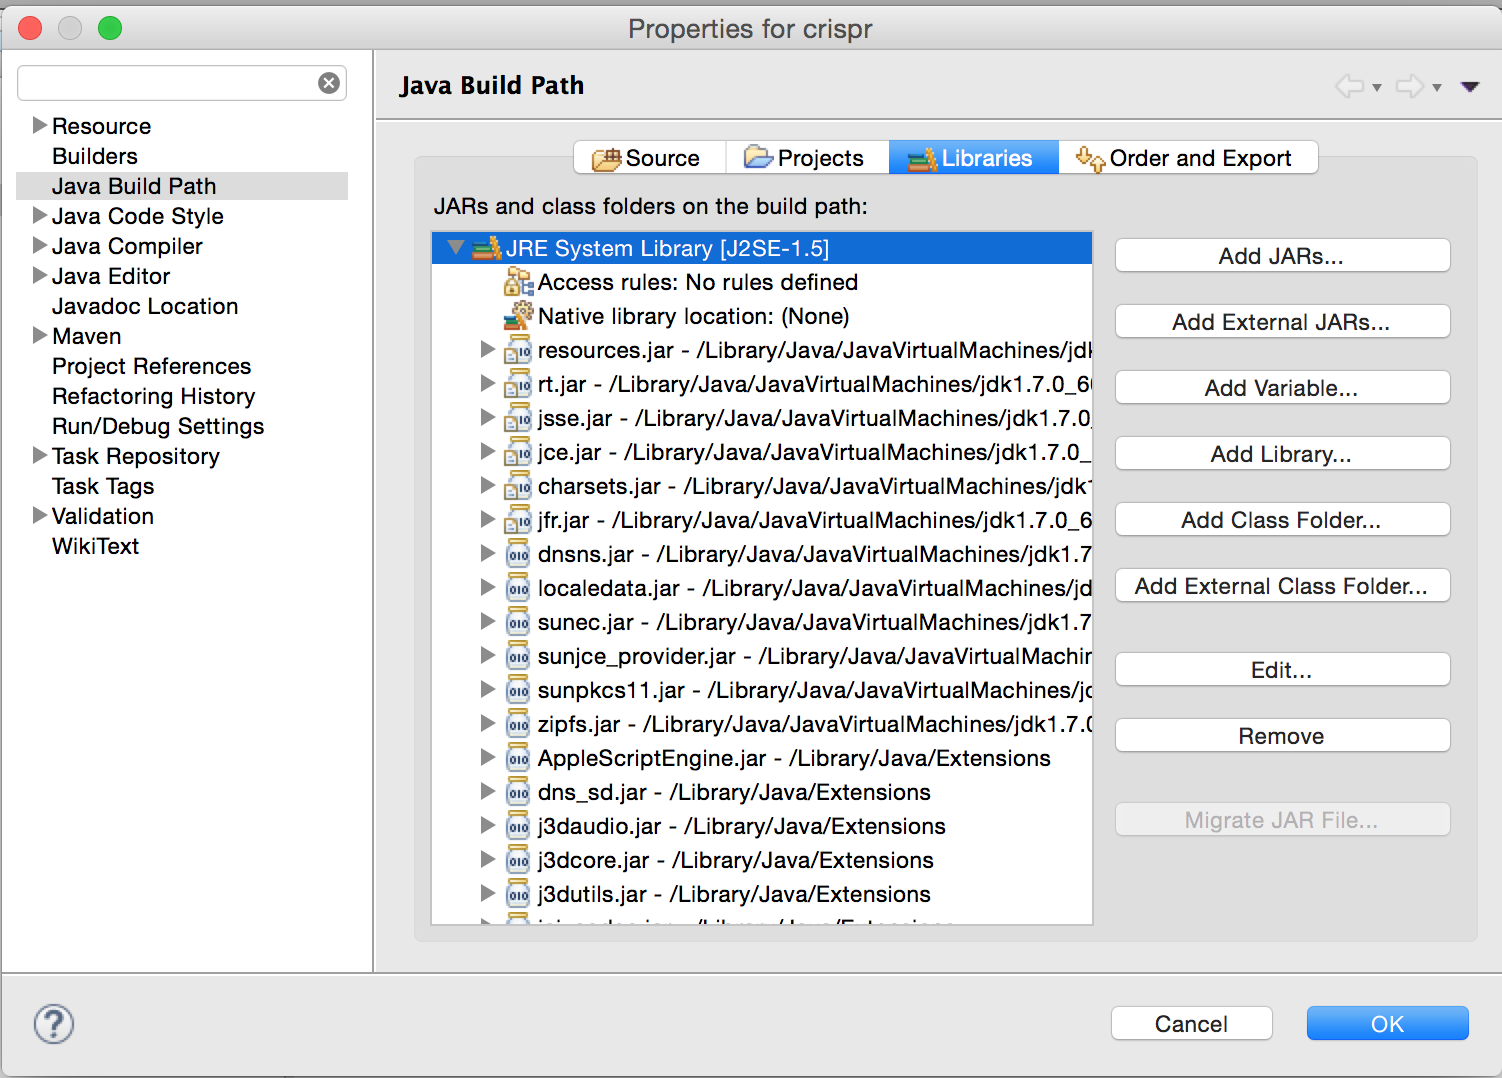 Properties for crispr
Resource
Builders
Java Build Path
Java Code Style
Java Compiler
Java Editor
Javadoc Location
Maven
Project References
Refactoring History
Run/Debug Settings
Task Repository
Task Tags
Validation
WikiText
Java Build Path
Source Projects Libraries Order and Export
JARs and class folders on the build path:
JRE System Library [J2SE-1.5]
Access rules: No rules defined
Native library location: (None)
resources.jar - /Library/Java/JavaVirtualMachines/jdk
rt.jar - /Library/Java/JavaVirtualMachines/jdk1.7.0_6
jsse.jar - /Library/Java/JavaVirtualMachines/jdk1.7.0_
jce.jar - /Library/Java/JavaVirtualMachines/jdk1.7.0_
charsets.jar - /Library/Java/JavaVirtualMachines/jdk1
jfr.jar - /Library/Java/JavaVirtualMachines/jdk1.7.0_6
dnsns.jar - /Library/Java/JavaVirtualMachines/jdk1.7
localedata.jar - /Library/Java/JavaVirtualMachines/jd
sunec.jar - /Library/Java/JavaVirtualMachines/jdk1.7
sunjce_provider.jar - /Library/Java/JavaVirtualMachin
sunpkcs11.jar - /Library/Java/JavaVirtualMachines/jd
zipfs.jar - /Library/Java/JavaVirtualMachines/jdk1.7.0
AppleScriptEngine.jar - /Library/Java/Extensions
dns_sd.jar - /Library/Java/Extensions
j3daudio.jar - /Library/Java/Extensions
j3dcore.jar - /Library/Java/Extensions
j3dutils.jar - /Library/Java/Extensions
Add JARs...
Add External JARs...
Add Variable...
Add Library...
Add Class Folder...
Add External Class Folder...
Edit...
Remove
Migrate JAR File...
Cancel OK